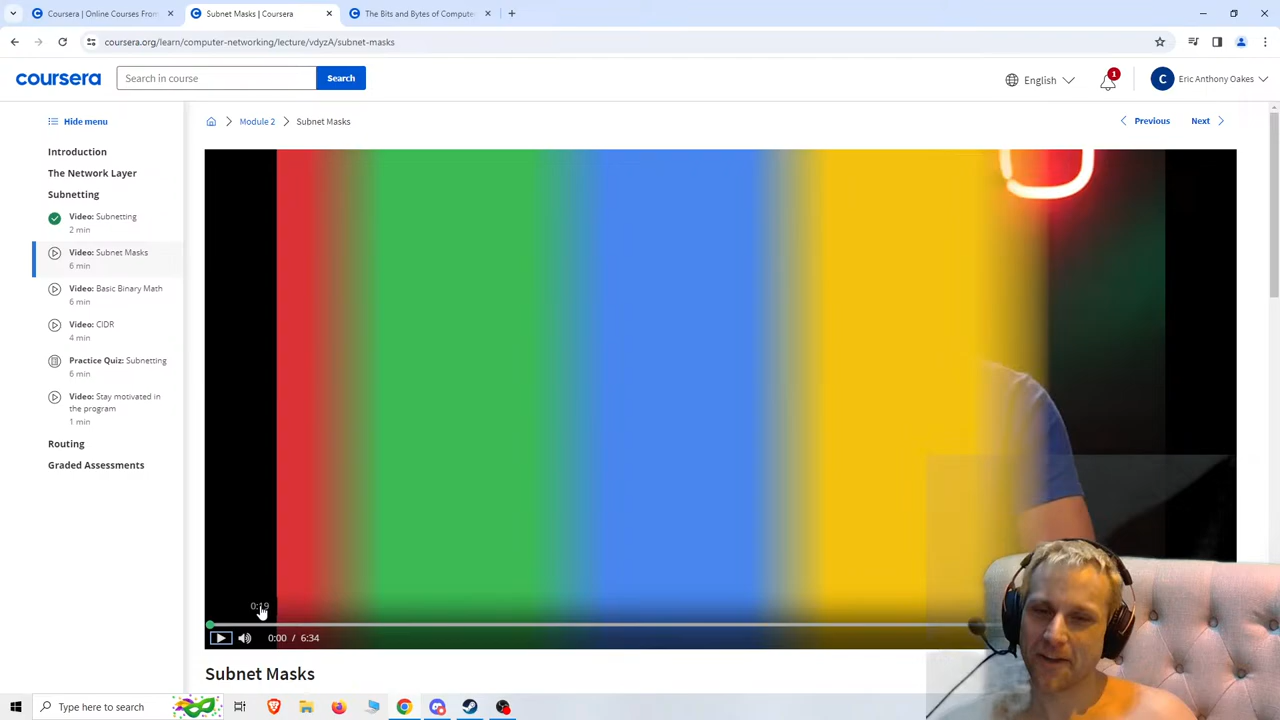 Coursera | Online Courses From
Subnet Masks | Coursera
The Bits and Bytes of Compute
coursera.org/learn/computer-networking/lecture/vdyzA/subnet-masks
coursera
Search in course
Search
English
1
C
Eric Anthony Oakes
Hide menu
Module 2
Subnet Masks
Previous
Next
Introduction
The Network Layer
Subnetting
Video: Subnetting
2 min
Video: Subnet Masks
6 min
Video: Basic Binary Math
6 min
Video: CIDR
4 min
Practice Quiz: Subnetting
6 min
Video: Stay motivated in
the program
1 min
Routing
Graded Assessments
0:19
0:00 / 6:34
Subnet Masks
Type here to search